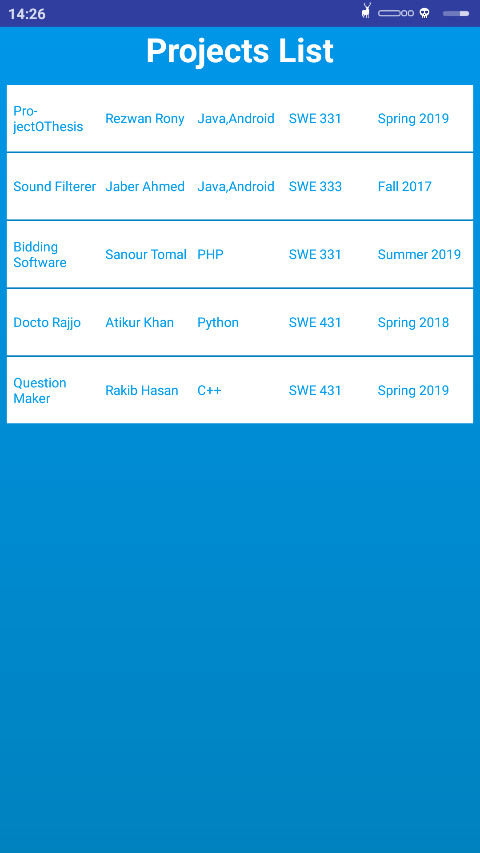 14:26
Projects List
Pro-
jectOThesis Rezwan Rony Java,Android SWE 331 Spring 2019
Sound Filterer Jaber Ahmed Java,Android SWE 333 Fall 2017
Bidding
Software Sanour Tomal PHP SWE 331 Summer 2019
Docto Rajjo Atikur Khan Python SWE 431 Spring 2018
Question
Maker Rakib Hasan C++ SWE 431 Spring 2019